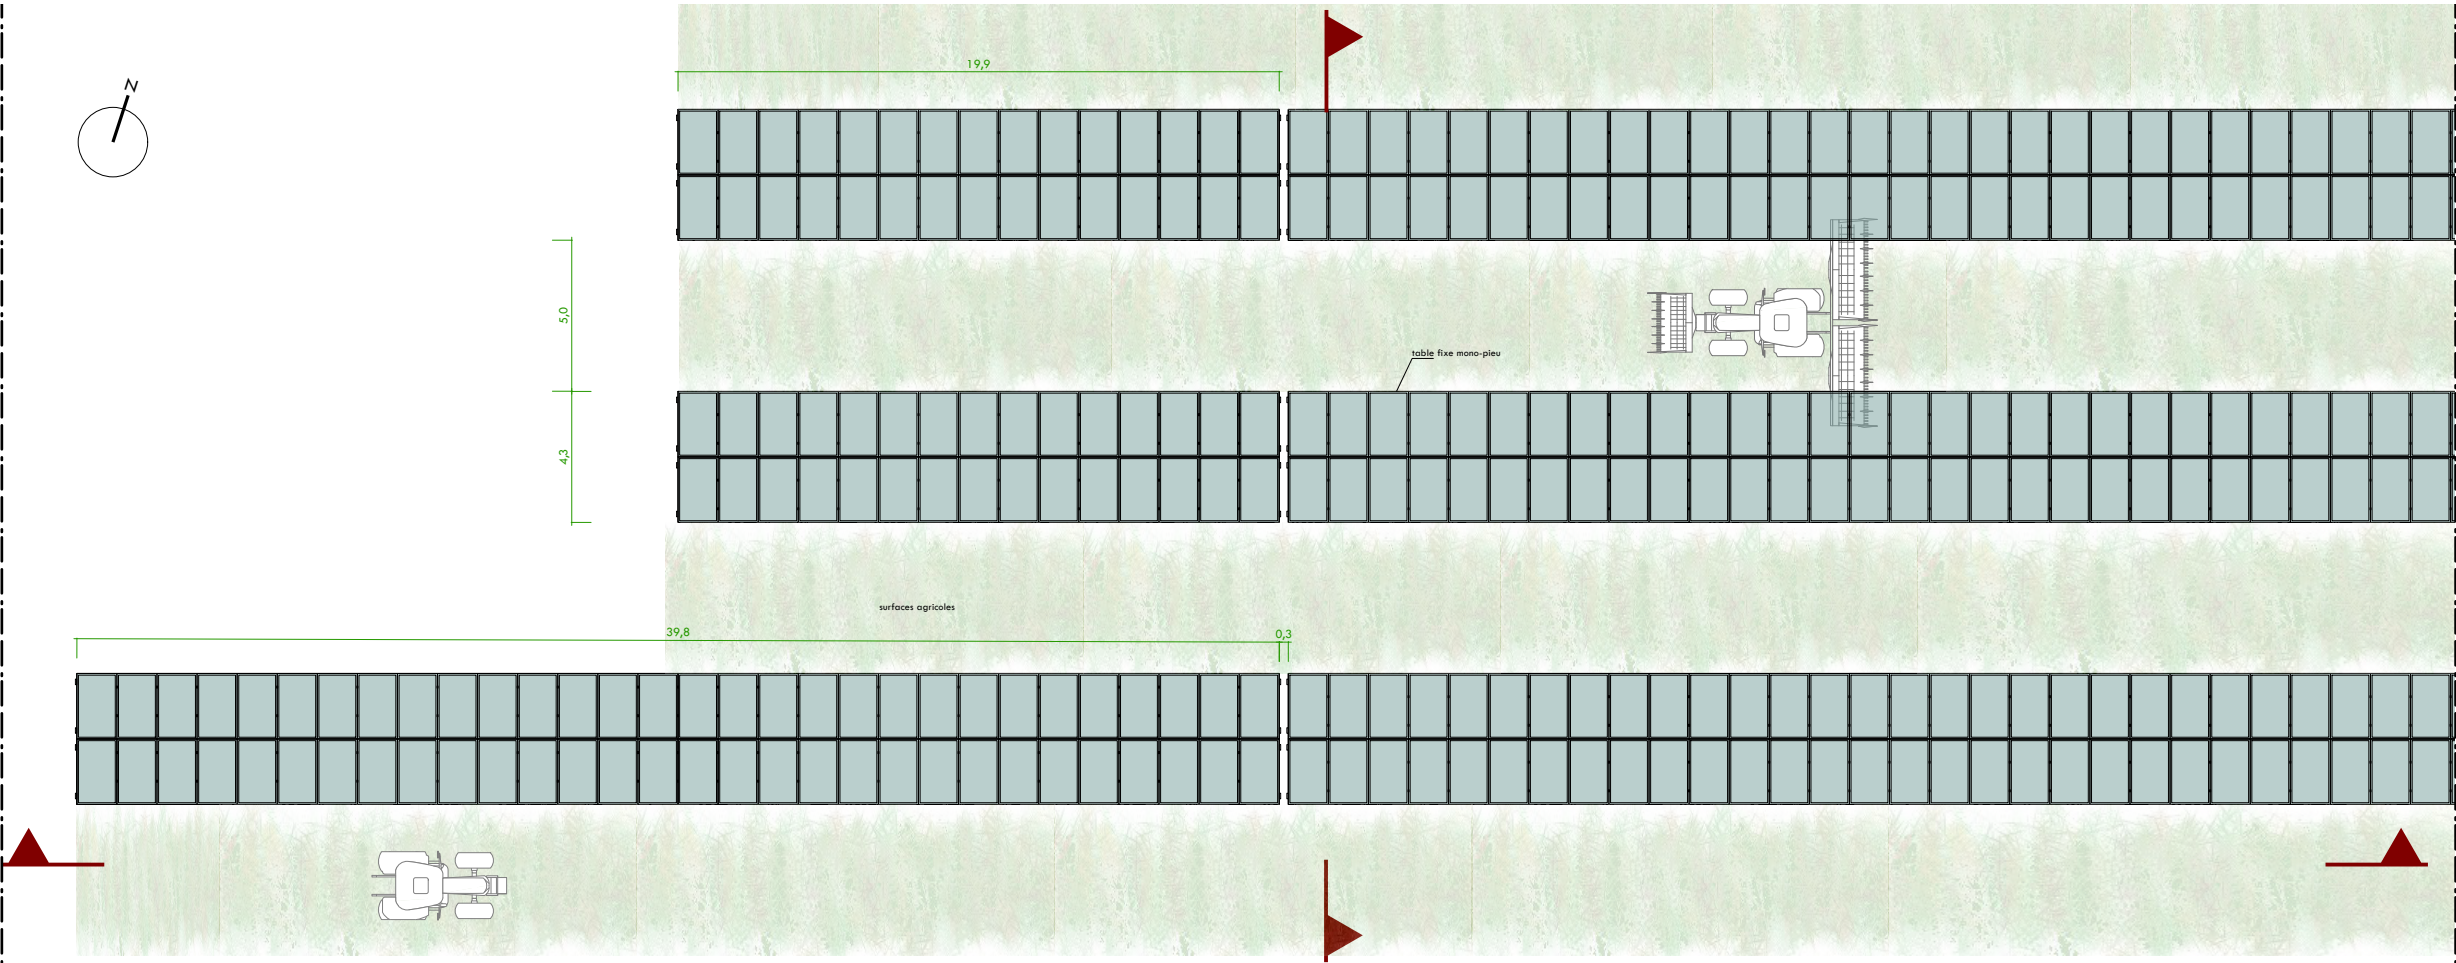 N
19,9
5,0
table fixe mono-pieu
4,3
surfaces agricoles
39,8
0,3